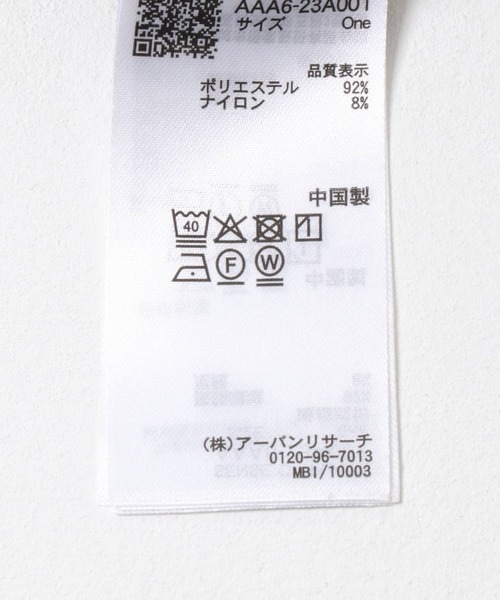 AAA6-23A001
サイズ One
品質表示
ポリエステル 92%
ナイロン 8%
中国製
40
F W
(株)アーバンリサーチ
0120-96-7013
MBI/10003